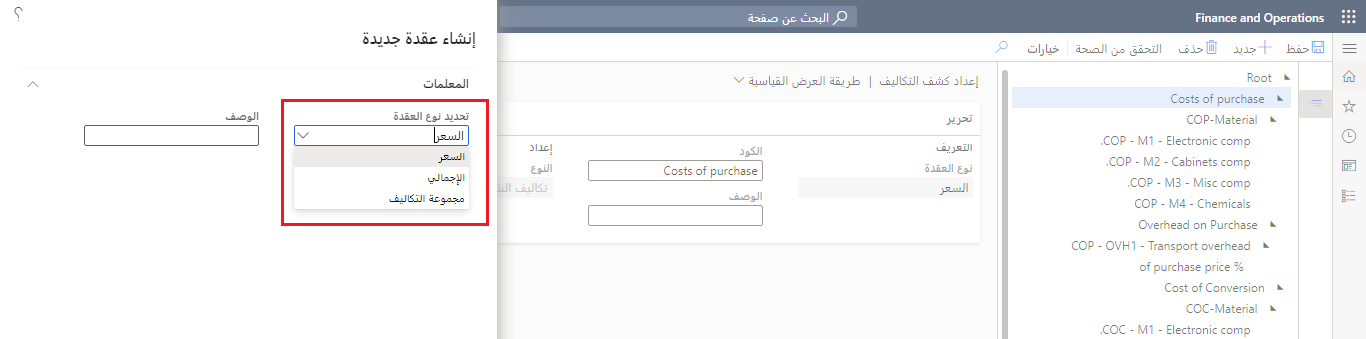 Finance and Operations
البحث عن صفحة
؟
حفظ
جديد
حذف
التحقق من الصحة
خيارات
Root
Costs of purchase
COP-Material
COP - M1 - Electronic comp.
COP - M2 - Cabinets comp.
COP - M3 - Misc comp.
COP - M4 - Chemicals
Overhead on Purchase
COP - OVH1 - Transport overhead
of purchase price %
Cost of Conversion
COC-Material
COC - M1 - Electronic comp.
إعداد كشف التكاليف | طريقة العرض القياسية
تحرير
التعريف
نوع العقدة
السعر
الكود
Costs of purchase
الوصف
إعداد
النوع
تكاليف
إنشاء عقدة جديدة
المعلمات
تحديد نوع العقدة
السعر
السعر
الإجمالي
مجموعة التكاليف
الوصف